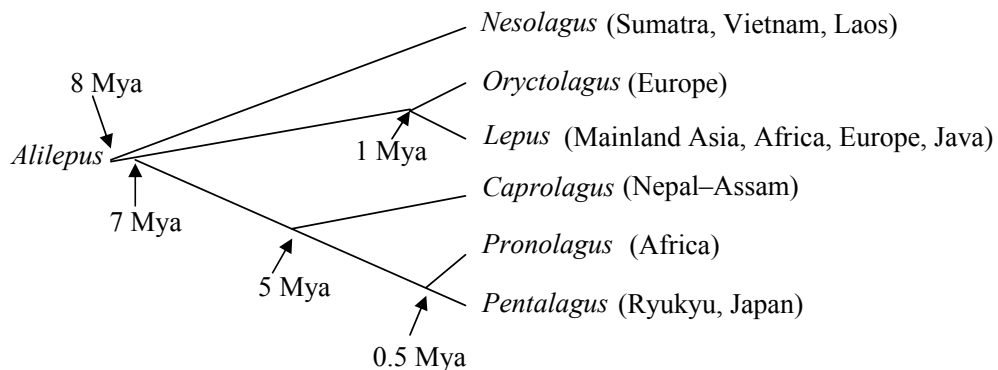 Nesolagus (Sumatra, Vietnam, Laos)
8 Mya
Oryctolagus (Europe)
Lepus (Mainland Asia, Africa, Europe, Java)
1 Mya
Alilepus
Caprolagus (Nepal–Assam)
7 Mya
Pronolagus (Africa)
5 Mya
Pentalagus (Ryukyu, Japan)
0.5 Mya